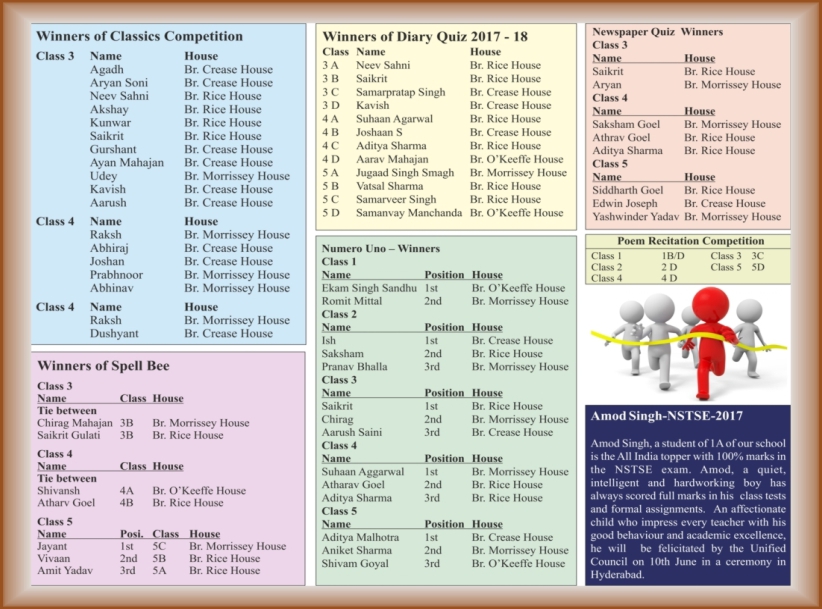 Winners of Classics Competition
Class 3 Name House
Agadh Br. Crease House
Aryan Soni Br. Crease House
Neev Sahni Br. Rice House
Akshay Br. Rice House
Kunwar Br. Rice House
Saikrit Br. Rice House
Gurshant Br. Crease House
Ayan Mahajan Br. Crease House
Udey Br. Morrissey House
Kavish Br. Crease House
Aarush Br. Crease House
Class 4 Name House
Raksh Br. Morrissey House
Abhiraj Br. Crease House
Joshan Br. Crease House
Prabhnoor Br. Morrissey House
Abhinav Br. Morrissey House
Class 4 Name House
Raksh Br. Morrissey House
Dushyant Br. Crease House
Winners of Spell Bee
Class 3
Name Class House
Tie between
Chirag Mahajan 3B Br. Morrissey House
Saikrit Gulati 3B Br. Rice House
Class 4
Name Class House
Tie between
Shivansh 4A Br. O'Keeffe House
Atharv Goel 4B Br. Rice House
Class 5
Name Posi. Class House
Jayant 1st 5C Br. Morrissey House
Vivaan 2nd 5B Br. Rice House
Amit Yadav 3rd 5A Br. Rice House
Winners of Diary Quiz 2017 - 18
Class Name House
3 A Neev Sahni Br. Rice House
3 B Saikrit Br. Rice House
3 C Samarpratap Singh Br. Crease House
3 D Kavish Br. Crease House
4 A Suhaan Agarwal Br. Rice House
4 B Joshaan S Br. Crease House
4 C Aditya Sharma Br. Rice House
4 D Aarav Mahajan Br. O'Keeffe House
5 A Jugaad Singh Smagh Br. Morrissey House
5 B Vatsal Sharma Br. Rice House
5 C Samarveer Singh Br. Rice House
5 D Samanvay Manchanda Br. O'Keeffe House
Numero Uno – Winners
Class 1
Name Position House
Ekam Singh Sandhu 1st Br. O'Keeffe House
Romit Mittal 2nd Br. Morrissey House
Class 2
Name Position House
Ish 1st Br. Crease House
Saksham 2nd Br. Rice House
Pranav Bhalla 3rd Br. Morrissey House
Class 3
Name Position House
Saikrit 1st Br. Rice House
Chirag 2nd Br. Morrissey House
Aarush Saini 3rd Br. Crease House
Class 4
Name Position House
Suhaan Aggarwal 1st Br. Morrissey House
Atharav Goel 2nd Br. Rice House
Aditya Sharma 3rd Br. Rice House
Class 5
Name Position House
Aditya Malhotra 1st Br. Crease House
Aniket Sharma 2nd Br. Morrissey House
Shivam Goyal 3rd Br. O'Keeffe House
Newspaper Quiz Winners
Class 3
Name House
Saikrit Br. Rice House
Aryan Br. Morrissey House
Class 4
Name House
Saksham Goel Br. Morrissey House
Athrav Goel Br. Rice House
Aditya Sharma Br. Rice House
Class 5
Name House
Siddharth Goel Br. Rice House
Edwin Joseph Br. Crease House
Yashwinder Yadav Br. Morrissey House
Poem Recitation Competition
Class 1 1B/D Class 3 3C
Class 2 2 D Class 5 5D
Class 4 4 D
Amod Singh-NSTSE-2017
Amod Singh, a student of 1A of our school
is the All India topper with 100% marks in
the NSTSE exam. Amod, a quiet,
intelligent and hardworking boy has
always scored full marks in his class tests
and formal assignments. An affectionate
child who impress every teacher with his
good behaviour and academic excellence,
he will be felicitated by the Unified
Council on 10th June in a ceremony in
Hyderabad.